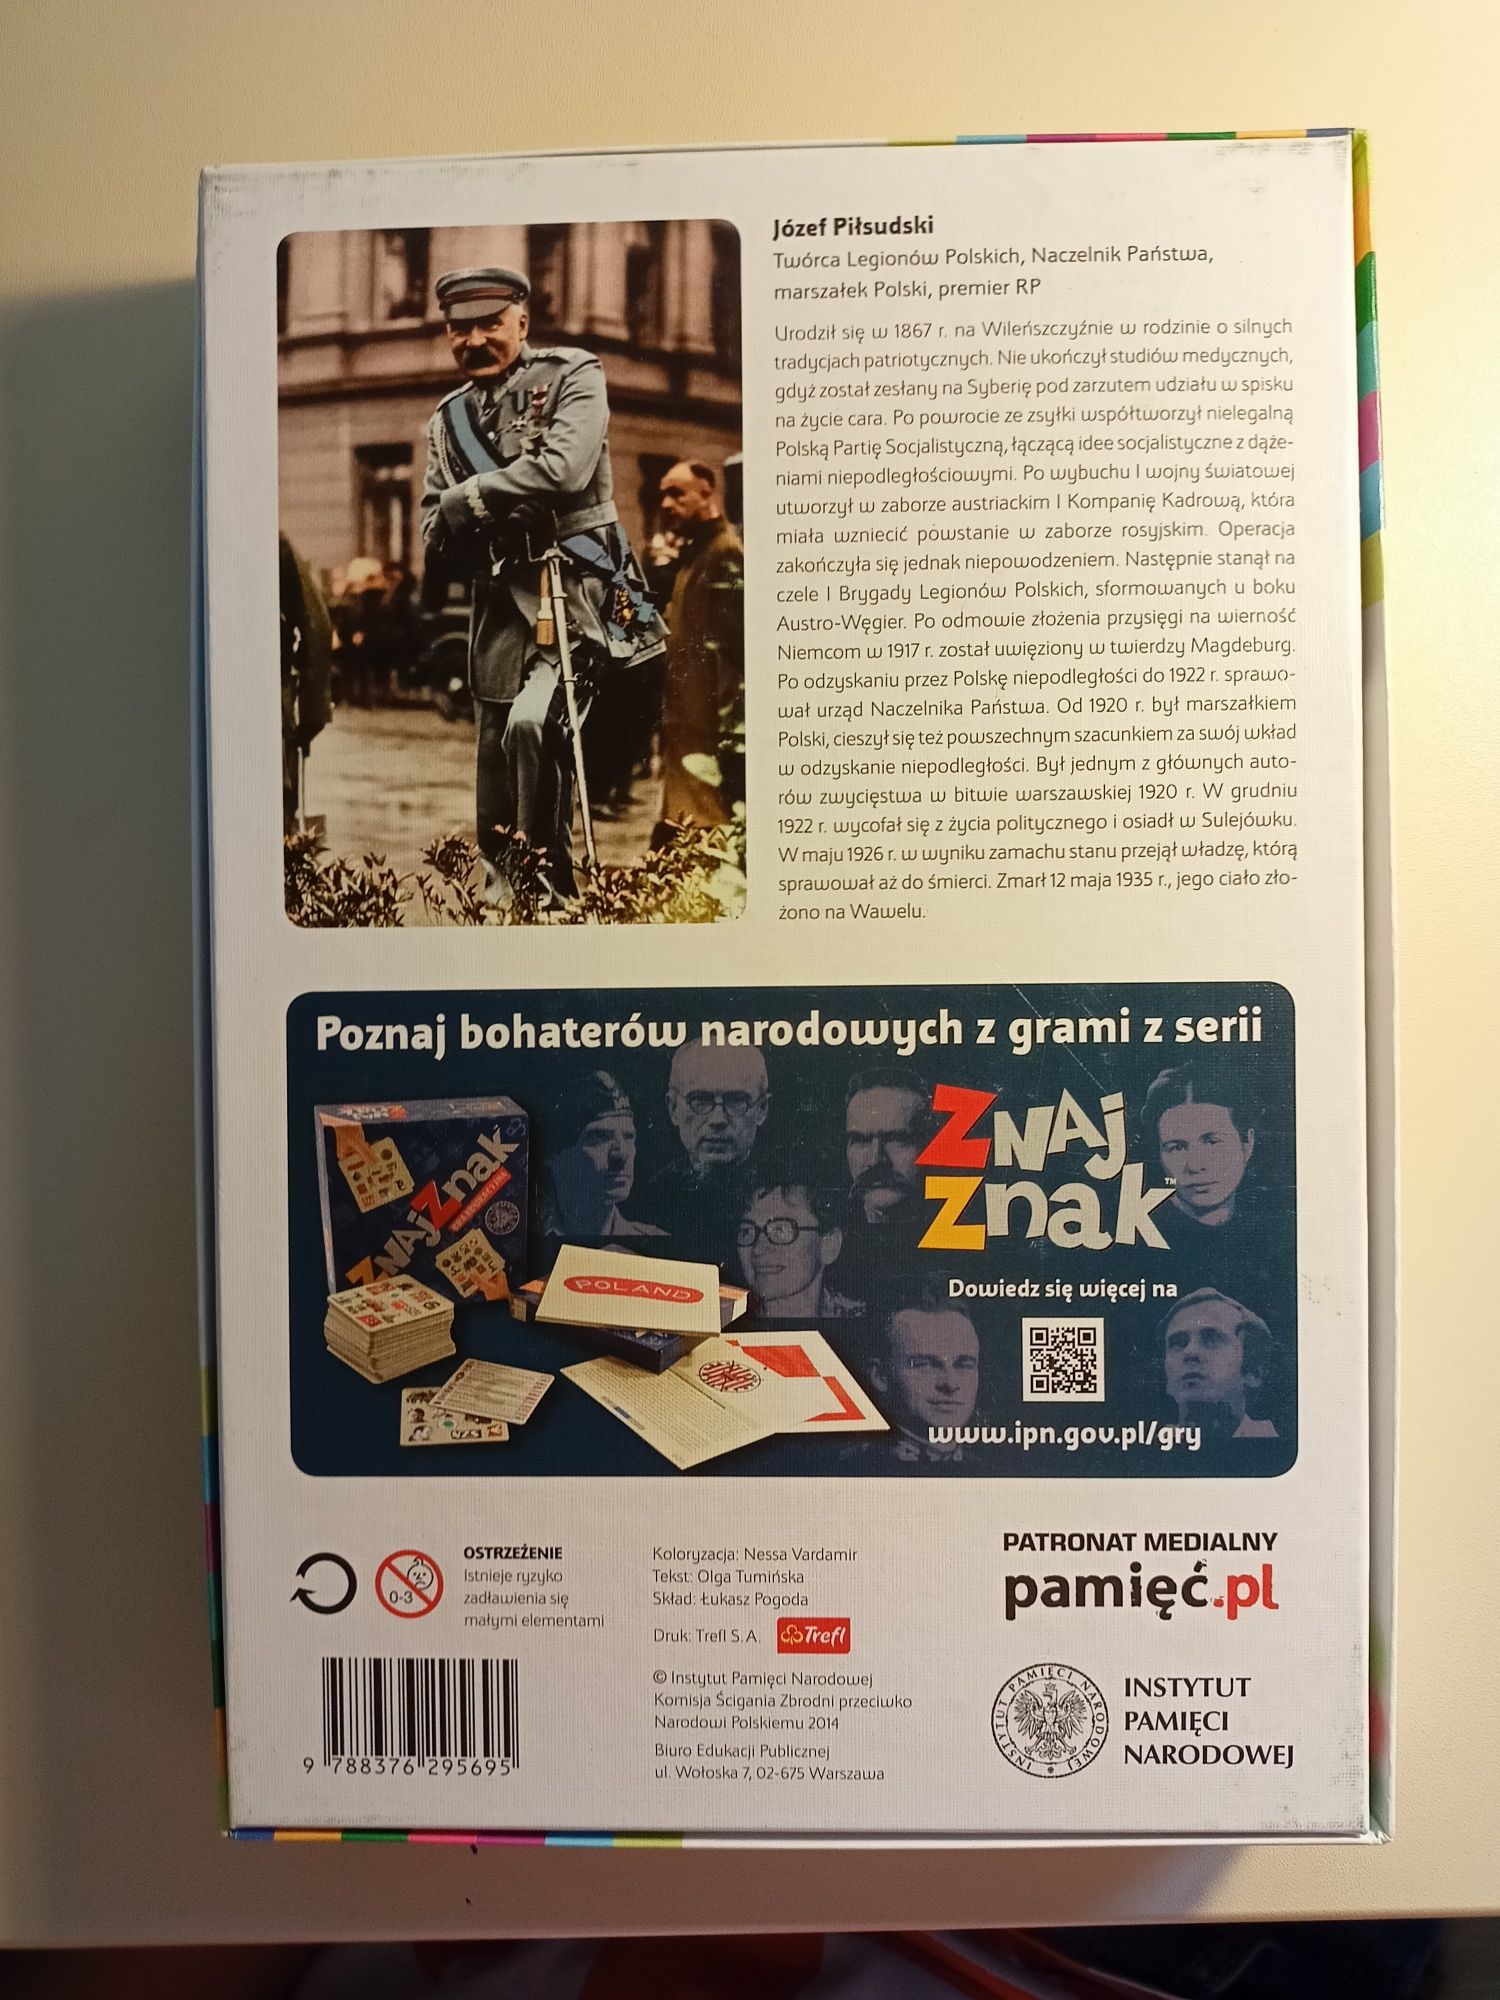 Józef Piłsudski
Twórca Legionów Polskich, Naczelnik Państwa,
marszałek Polski, premier RP
Urodził się w 1867 r. na Wileńszczyźnie w rodzinie o silnych
tradycjach patriotycznych. Nie ukończył studiów medycznych,
gdyż został zesłany na Syberię pod zarzutem udziału w spisku
na życie cara. Po powrocie ze zsyłki współtworzył nielegalną
Polską Partię Socjalistyczną, łączącą idee socjalistyczne z dąże-
niami niepodległościowymi. Po wybuchu I wojny światowej
utworzył w zaborze austriackim I Kompanię Kadrową, która
miała wzniecić powstanie w zaborze rosyjskim. Operacja
zakończyła się jednak niepowodzeniem. Następnie stanął na
czele I Brygady Legionów Polskich, sformowanych u boku
Austro-Węgier. Po odmowie złożenia przysięgi na wierność
Niemcom w 1917 r. został uwięziony w twierdzy Magdeburg.
Po odzyskaniu przez Polskę niepodległości do 1922 r. sprawo-
wał urząd Naczelnika Państwa. Od 1920 r. był marszałkiem
Polski, cieszył się też powszechnym szacunkiem za swój wkład
w odzyskanie niepodległości. Był jednym z głównych auto-
rów zwycięstwa w bitwie warszawskiej 1920 r. W grudniu
1922 r. wycofał się z życia politycznego i osiadł w Sulejówku.
W maju 1926 r. w wyniku zamachu stanu przejął władzę, którą
sprawował aż do śmierci. Zmarł 12 maja 1935 r., jego ciało zło-
żono na Wawelu.
Poznaj bohaterów narodowych z grami z serii
ZNAJ
Znak™
ZNAJ Znak
POLAND
Dowiedz się więcej na
www.ipn.gov.pl/gry
0-3
OSTRZEŻENIE
Istnieje ryzyko
zadławienia się
małymi elementami
Koloryzacja: Nessa Vardamir
Tekst: Olga Tumińska
Skład: Łukasz Pogoda
Druk: Trefl S.A.
Trefl
© Instytut Pamięci Narodowej
Komisja Ścigania Zbrodni przeciwko
Narodowi Polskiemu 2014
Biuro Edukacji Publicznej
ul. Wołoska 7, 02-675 Warszawa
9 788376 295695
PATRONAT MEDIALNY
pamięć.pl
INSTYTUT PAMIĘCI NARODOWEJ
INSTYTUT
PAMIĘCI
NARODOWEJ